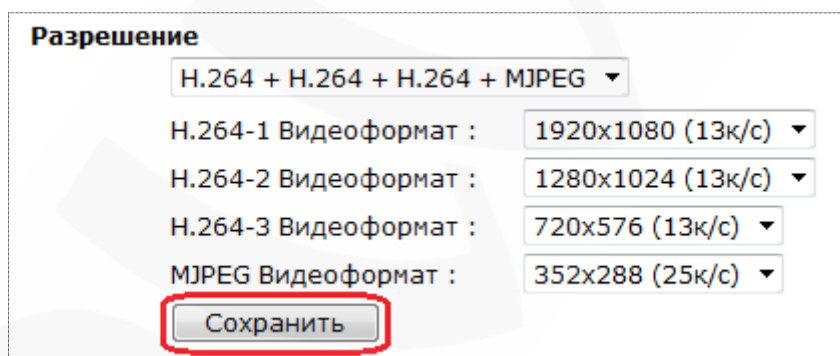 Разрешение
H.264 + H.264 + H.264 + MJPEG
H.264-1 Видеоформат : 1920x1080 (13к/с)
H.264-2 Видеоформат : 1280x1024 (13к/с)
H.264-3 Видеоформат : 720x576 (13к/с)
MJPEG Видеоформат : 352x288 (25к/с)
Сохранить